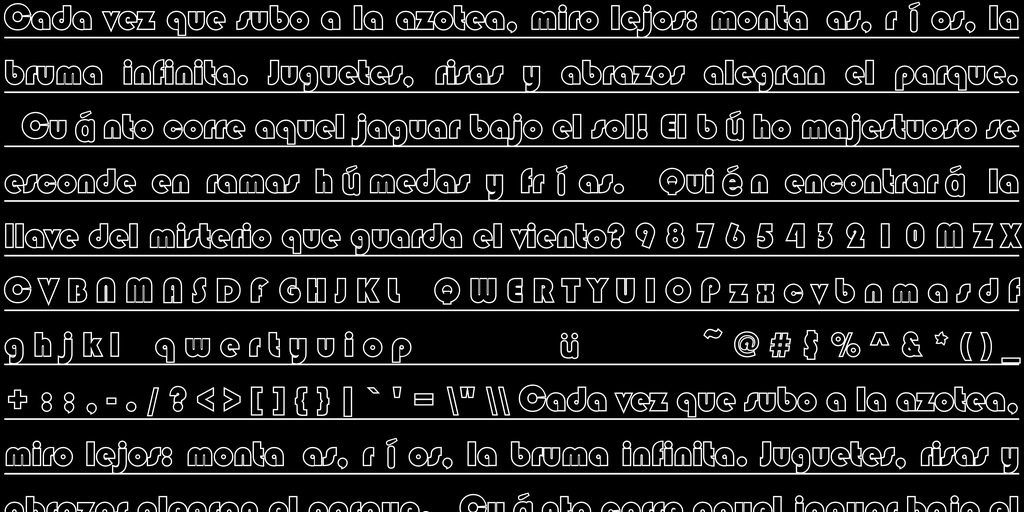 Cada vez que subo a la azotea, miro lejos: monta as, r í os, la
bruma infinita. Juguetes, risas y abrazos alegran el parque.
Cu á nto corre aquel jaguar bajo el sol! El b ú ho majestuoso se
esconde en ramas h ú medas y fr í as. Qui é n encontrar á la
llave del misterio que guarda el viento? 9 8 7 6 5 4 3 2 1 0 M Z X
C V B N M A S D F G H J K L Q W E R T Y U I O P z x c v b n m a s d f
g h j k l q w e r t y u i o p ü ~ @ # $ % ^ & * ( ) _
+ : ; , - . / ? < > [ ] { } | ` ' = \" \\ Cada vez que subo a la azotea,
miro lejos: monta as, r í os, la bruma infinita. Juguetes, risas y
abrazos alegran el parque. Cu á nto corre aquel jaguar bajo el